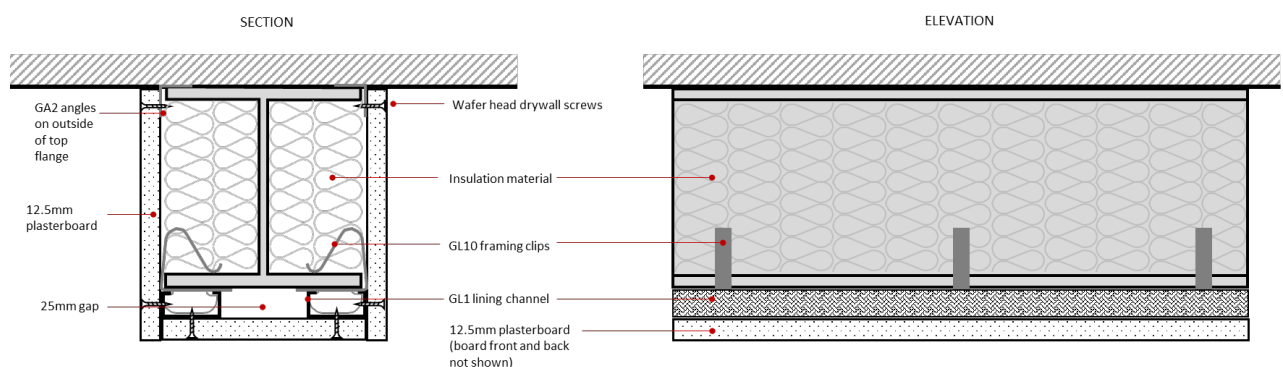 SECTION
ELEVATION
GA2 angles
on outside
of top
flange
Wafer head drywall screws
Insulation material
12.5mm
plasterboard
GL10 framing clips
25mm gap
GL1 lining channel
12.5mm plasterboard
(board front and back
not shown)